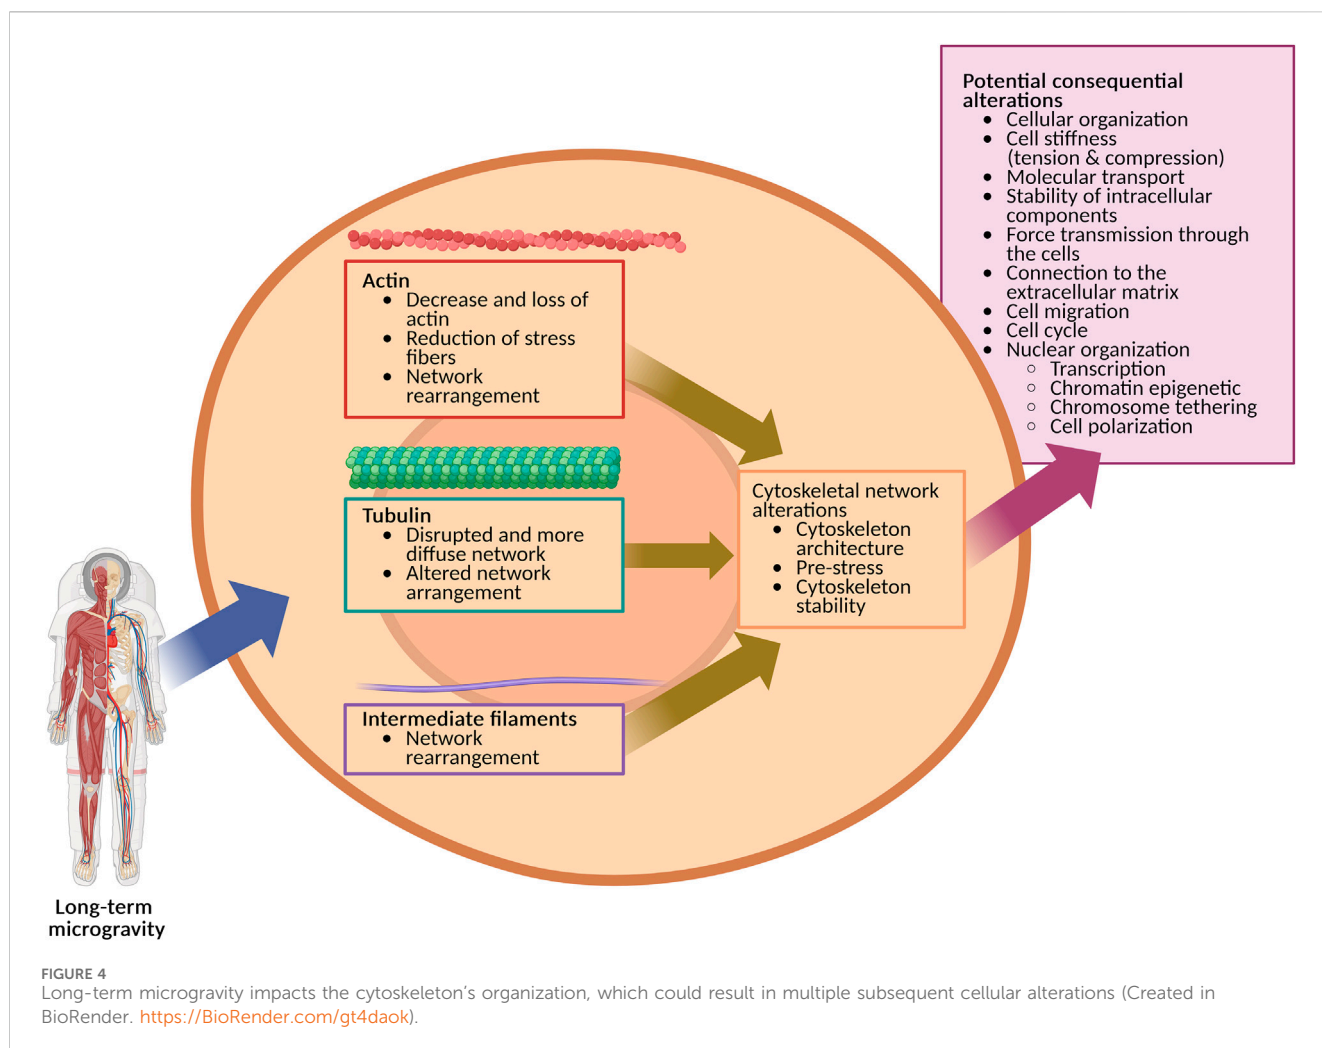 Potential consequential
alterations
• Cellular organization
• Cell stiffness
(tension & compression)
• Molecular transport
• Stability of intracellular
components
• Force transmission through
the cells
• Connection to the
extracellular matrix
• Cell migration
• Cell cycle
• Nuclear organization
○ Transcription
○ Chromatin epigenetic
○ Chromosome tethering
○ Cell polarization
Actin
• Decrease and loss of
actin
• Reduction of stress
fibers
• Network
rearrangement
Tubulin
• Disrupted and more
diffuse network
• Altered network
arrangement
Cytoskeletal network
alterations
• Cytoskeleton
architecture
• Pre-stress
• Cytoskeleton
stability
Intermediate filaments
• Network
rearrangement
Long-term
microgravity
FIGURE 4
Long-term microgravity impacts the cytoskeleton's organization, which could result in multiple subsequent cellular alterations (Created in
BioRender. https://BioRender.com/gt4daok).